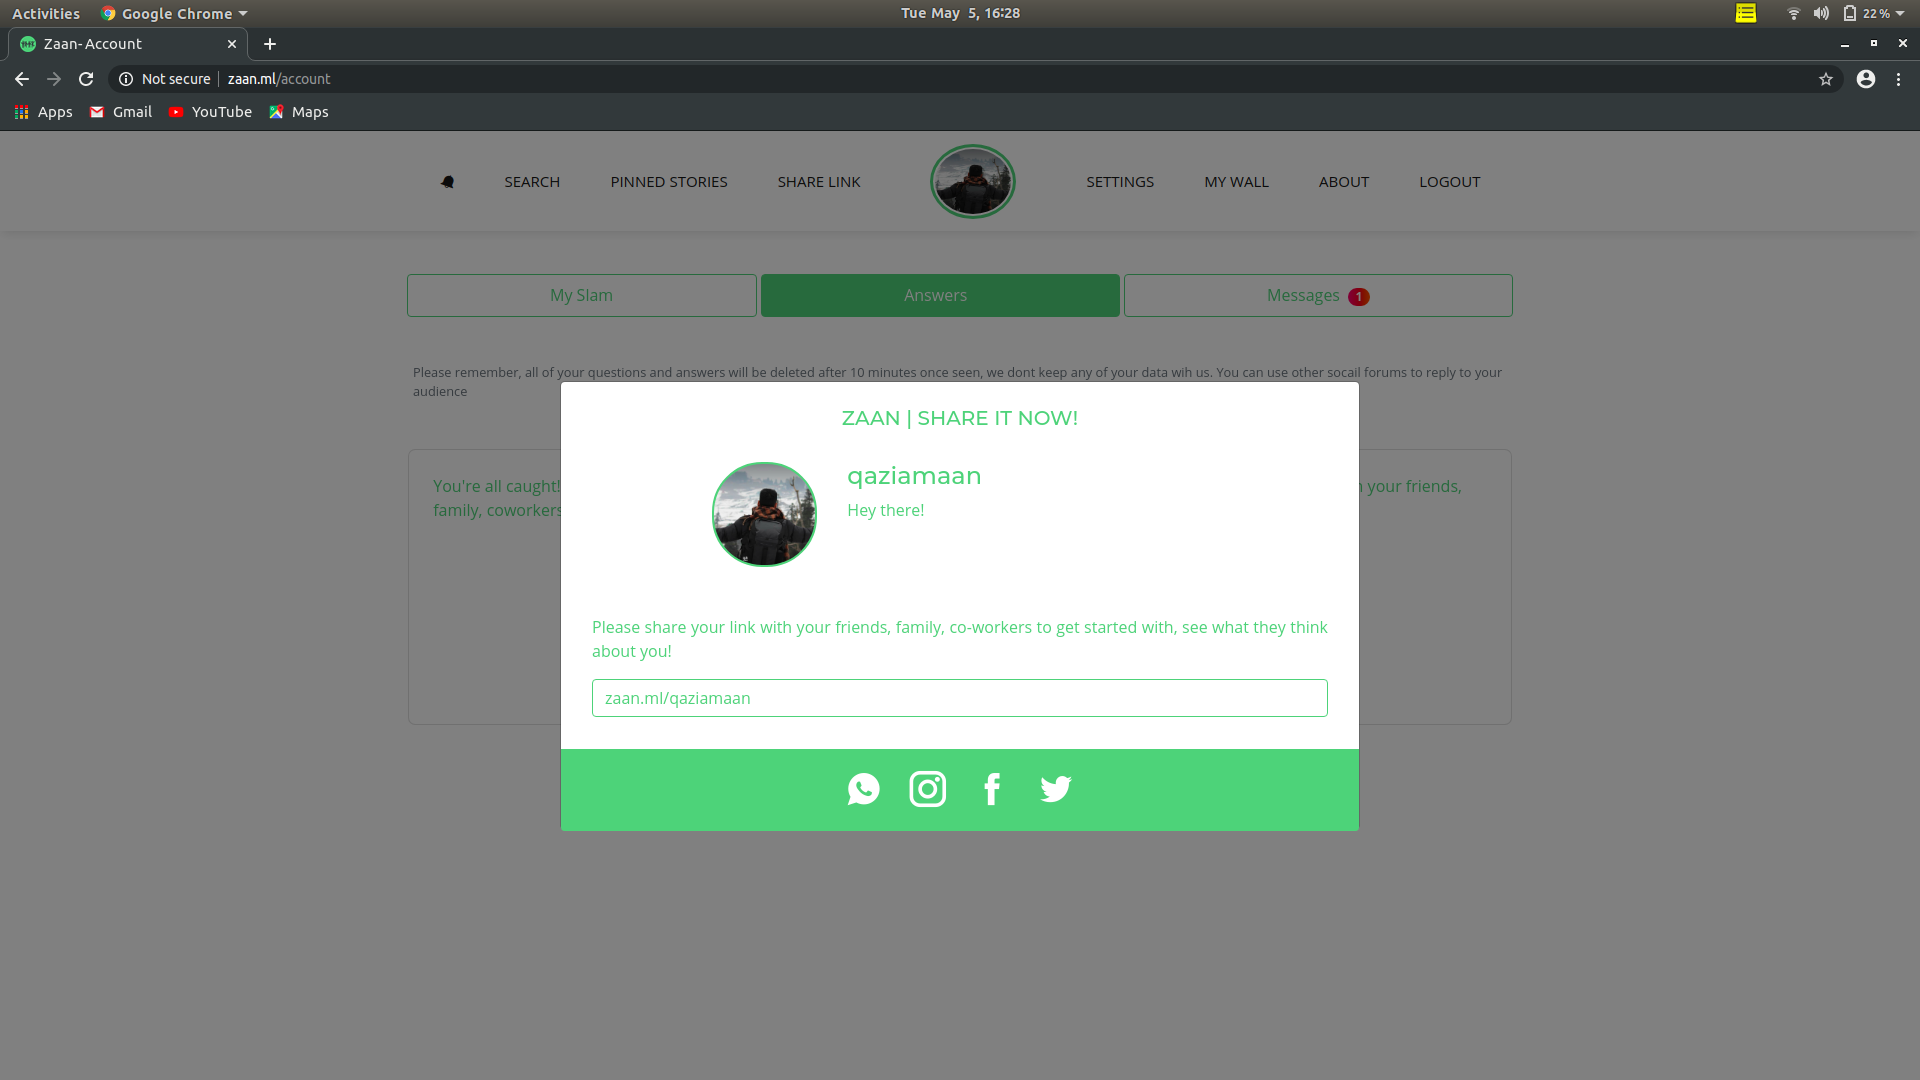 Activities Google Chrome Tue May 5, 16:28 22%
Zaan- Account
Not secure zaan.ml/account
Apps Gmail YouTube Maps
SEARCH PINNED STORIES SHARE LINK SETTINGS MY WALL ABOUT LOGOUT
My Slam Answers Messages 1
Please remember, all of your questions and answers will be deleted after 10 minutes once seen, we dont keep any of your data wih us. You can use other socail forums to reply to your
audience
ZAAN | SHARE IT NOW!
qaziamaan
Hey there!
You're all caught! your friends,
family, coworkers
Please share your link with your friends, family, co-workers to get started with, see what they think
about you!
zaan.ml/qaziamaan